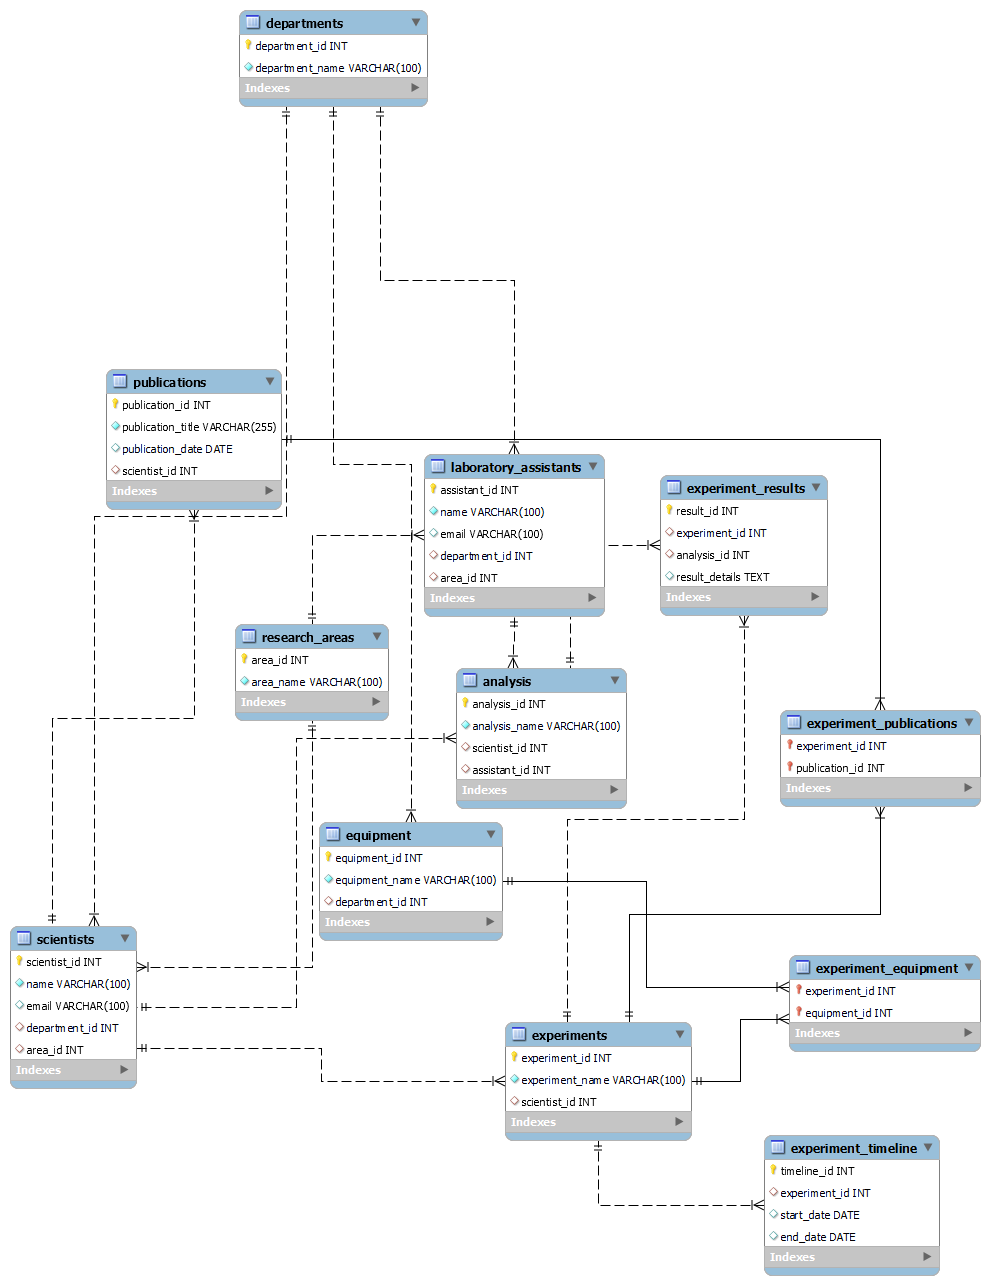 departments
department_id INT
department_name VARCHAR(100)
Indexes
publications
publication_id INT
publication_title VARCHAR(255)
publication_date DATE
scientist_id INT
Indexes
laboratory_assistants
assistant_id INT
name VARCHAR(100)
email VARCHAR(100)
department_id INT
area_id INT
Indexes
experiment_results
result_id INT
experiment_id INT
analysis_id INT
result_details TEXT
Indexes
research_areas
area_id INT
area_name VARCHAR(100)
Indexes
analysis
analysis_id INT
analysis_name VARCHAR(100)
scientist_id INT
assistant_id INT
Indexes
experiment_publications
experiment_id INT
publication_id INT
Indexes
equipment
equipment_id INT
equipment_name VARCHAR(100)
department_id INT
Indexes
scientists
scientist_id INT
name VARCHAR(100)
email VARCHAR(100)
department_id INT
area_id INT
Indexes
experiment_equipment
experiment_id INT
equipment_id INT
Indexes
experiments
experiment_id INT
experiment_name VARCHAR(100)
scientist_id INT
Indexes
experiment_timeline
timeline_id INT
experiment_id INT
start_date DATE
end_date DATE
Indexes